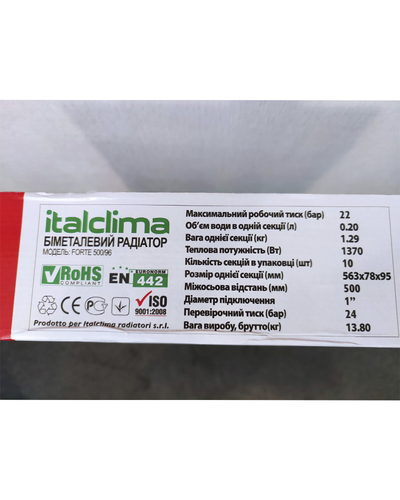 italclima
БІМЕТАЛЕВИЙ РАДІАТОР
МОДЕЛЬ: FORTE 500/96
RoHS
COMPLIANT
EURONORM
EN 442
CE
ISO
9001:2008
Prodotto per italclima radiatori s.r.l.
Максимальний робочий тиск (бар) 22
Об'єм води в одній секції (л) 0.20
Вага однієї секції (кг) 1.29
Теплова потужність (Вт) 1370
Кількість секцій в упаковці (шт) 10
Розмір одної секції (мм) 563x78x95
Міжосьова відстань (мм) 500
Діаметр підключення 1”
Перевірочний тиск (бар) 24
Вага виробу, брутто(кг) 13.80